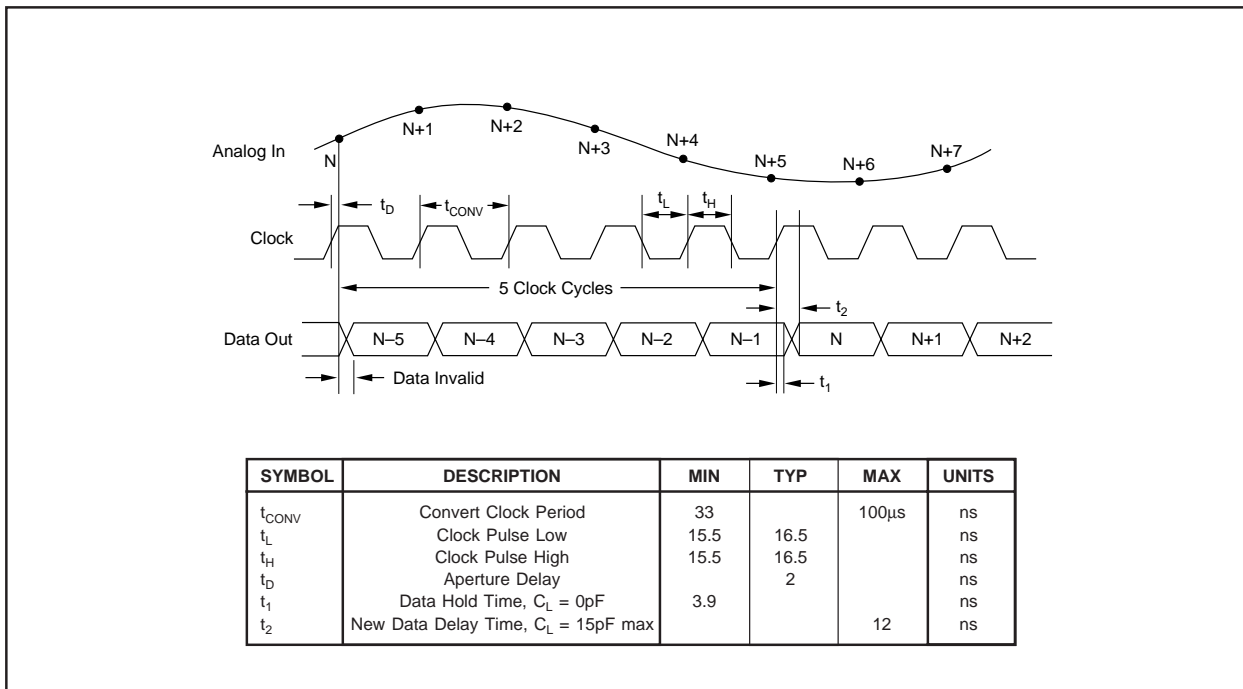 N+1
N+2
N+3
N+4
N+5
N+6
N+7
Analog In
N
tD
tCONV
tL
tH
Clock
5 Clock Cycles
t2
Data Out
N–5
N–4
N–3
N–2
N–1
N
N+1
N+2
Data Invalid
t1
SYMBOL DESCRIPTION MIN TYP MAX UNITS
tCONV Convert Clock Period 33 100µs ns
tL Clock Pulse Low 15.5 16.5 ns
tH Clock Pulse High 15.5 16.5 ns
tD Aperture Delay 2 ns
t1 Data Hold Time, CL = 0pF 3.9 ns
t2 New Data Delay Time, CL = 15pF max 12 ns